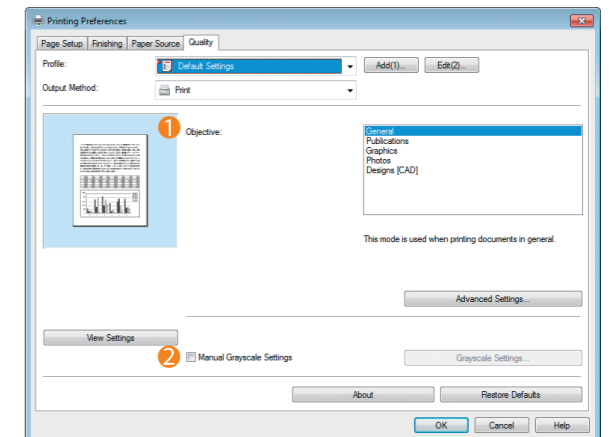 Printing Preferences
Page Setup Finishing Paper Source Quality
Profile: Default Settings Add(1)... Edit(2)...
Output Method: Print
1 Objective: General
Publications
Graphics
Photos
Designs [CAD]
This mode is used when printing documents in general.
Advanced Settings...
View Settings
2 Manual Grayscale Settings Grayscale Settings...
About Restore Defaults
OK Cancel Help